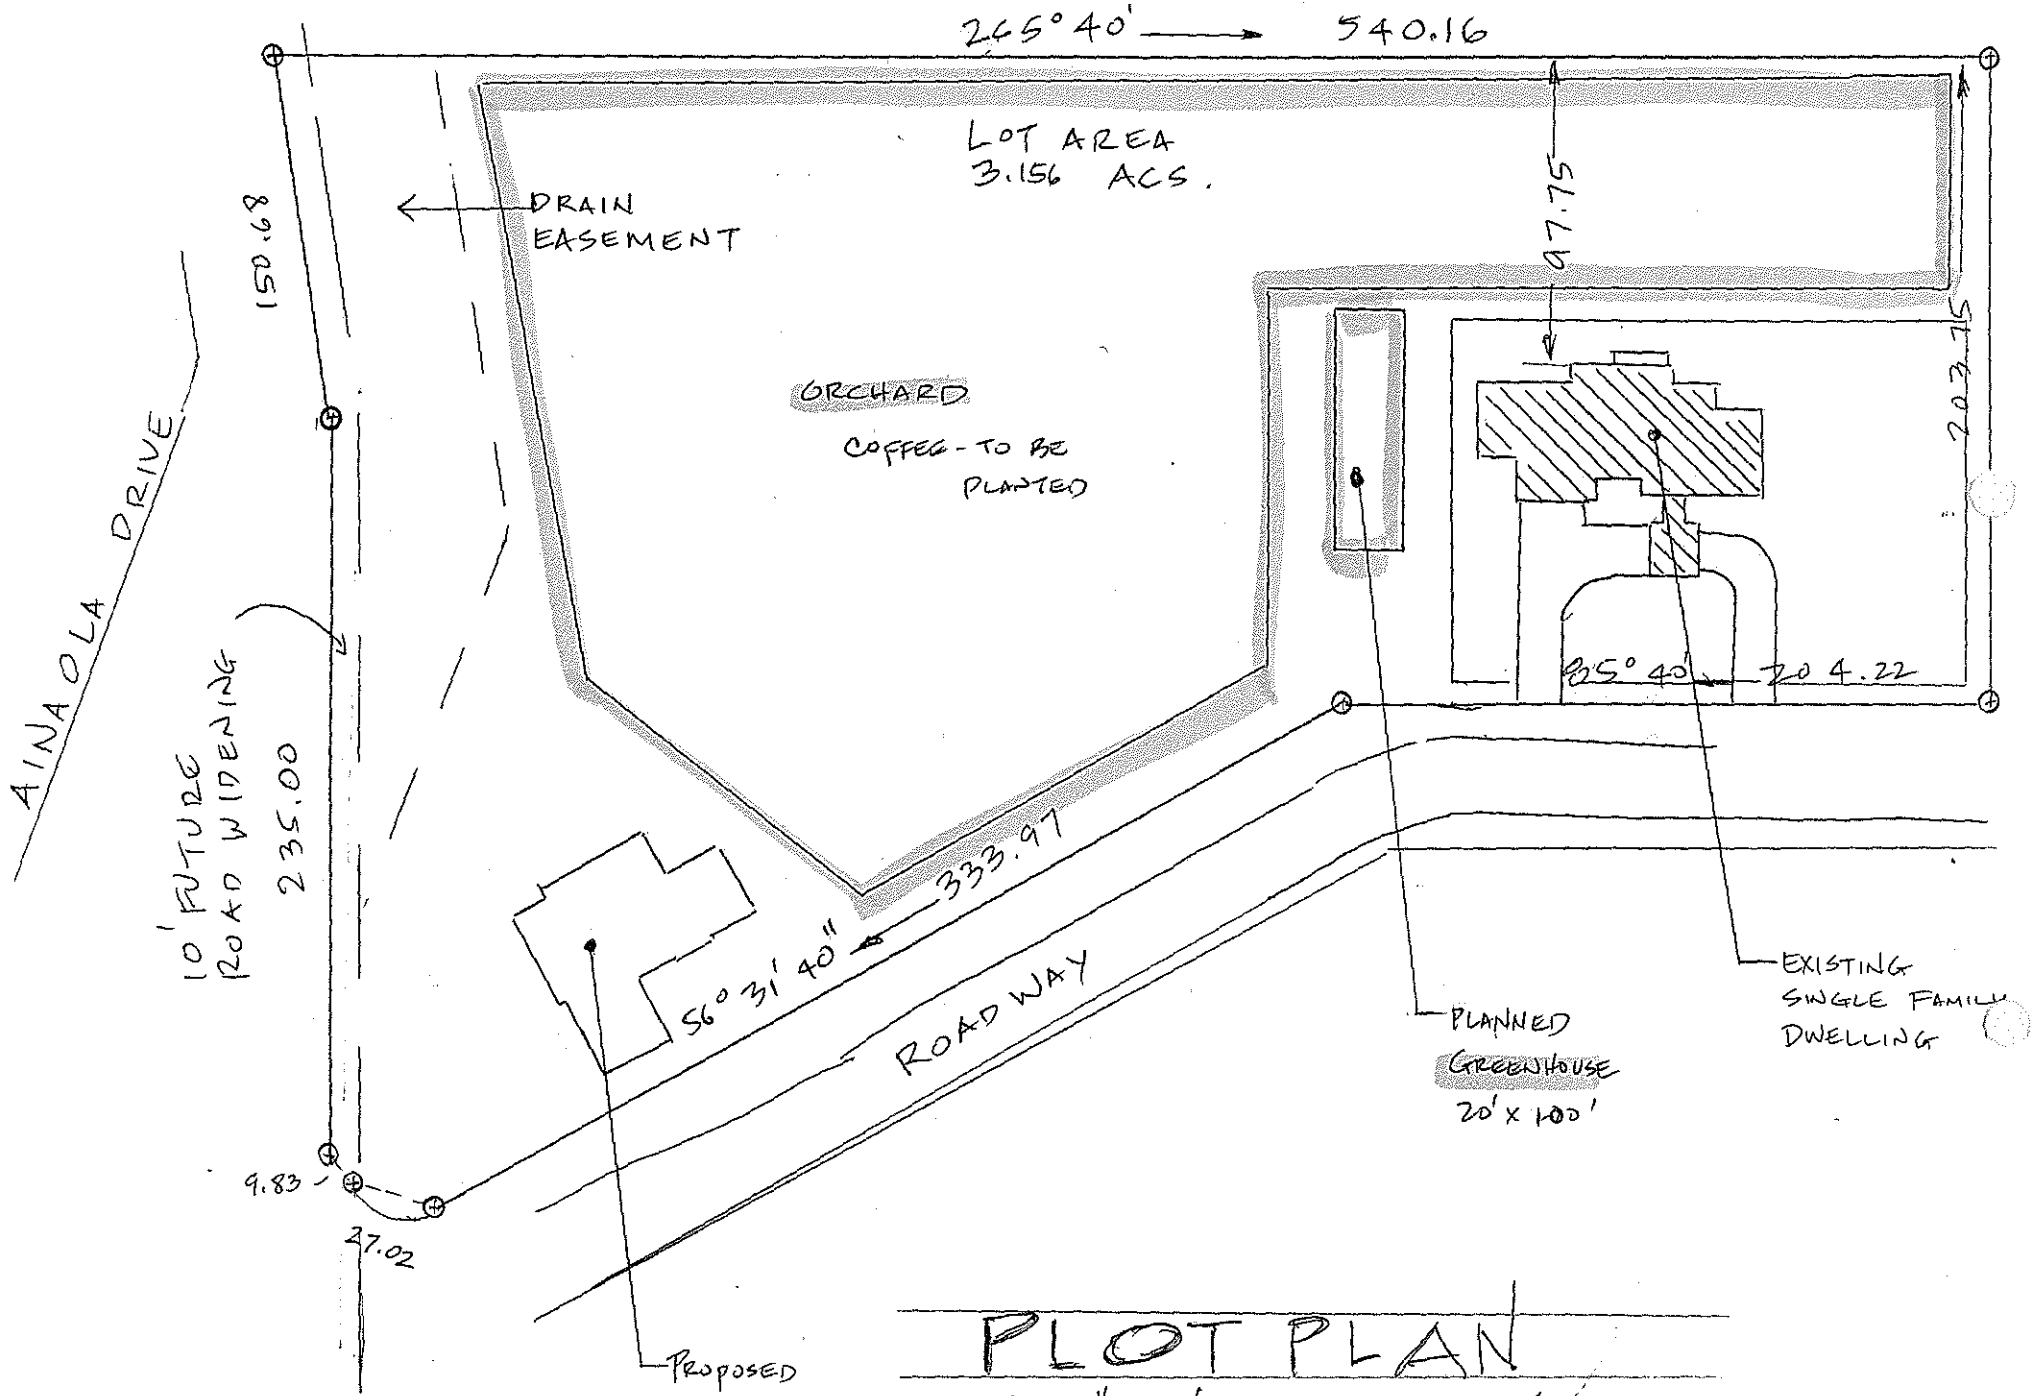 265°40' 540.16
LOT AREA
3.156 ACS.
150.68
DRAIN
EASEMENT
97.75
203.75
ORCHARD
COFFEE - TO BE
PLANTED
AINAOLA DRIVE
10' FUTURE
ROAD WIDENING
235.00
85°40' 204.22
333.97
56°31'40"
ROADWAY
EXISTING
SINGLE FAMILY
DWELLING
PLANNED
GREENHOUSE
20' X 100'
9.83
27.02
PROPOSED
PLOT PLAN